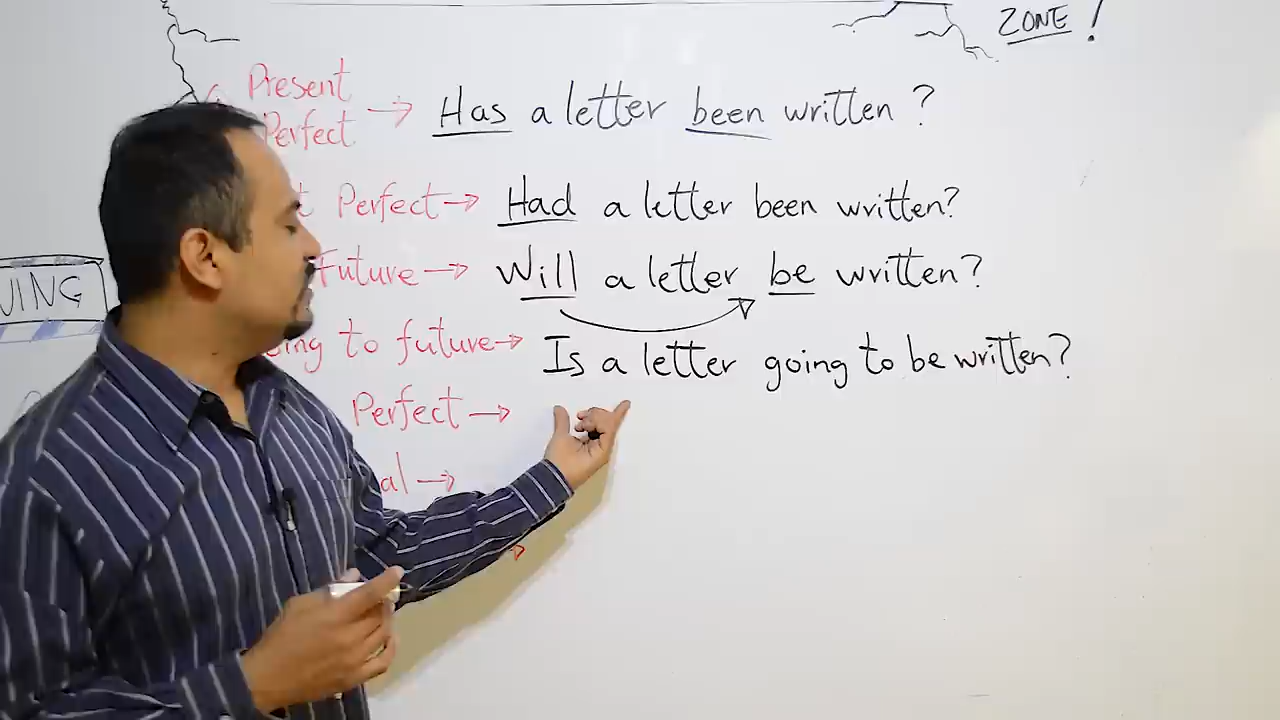 ZONE!
Present
Perfect → Has a letter been written?
Perfect → Had a letter been written?
Future → Will a letter be written?
to future → Is a letter going to be written?
Perfect →